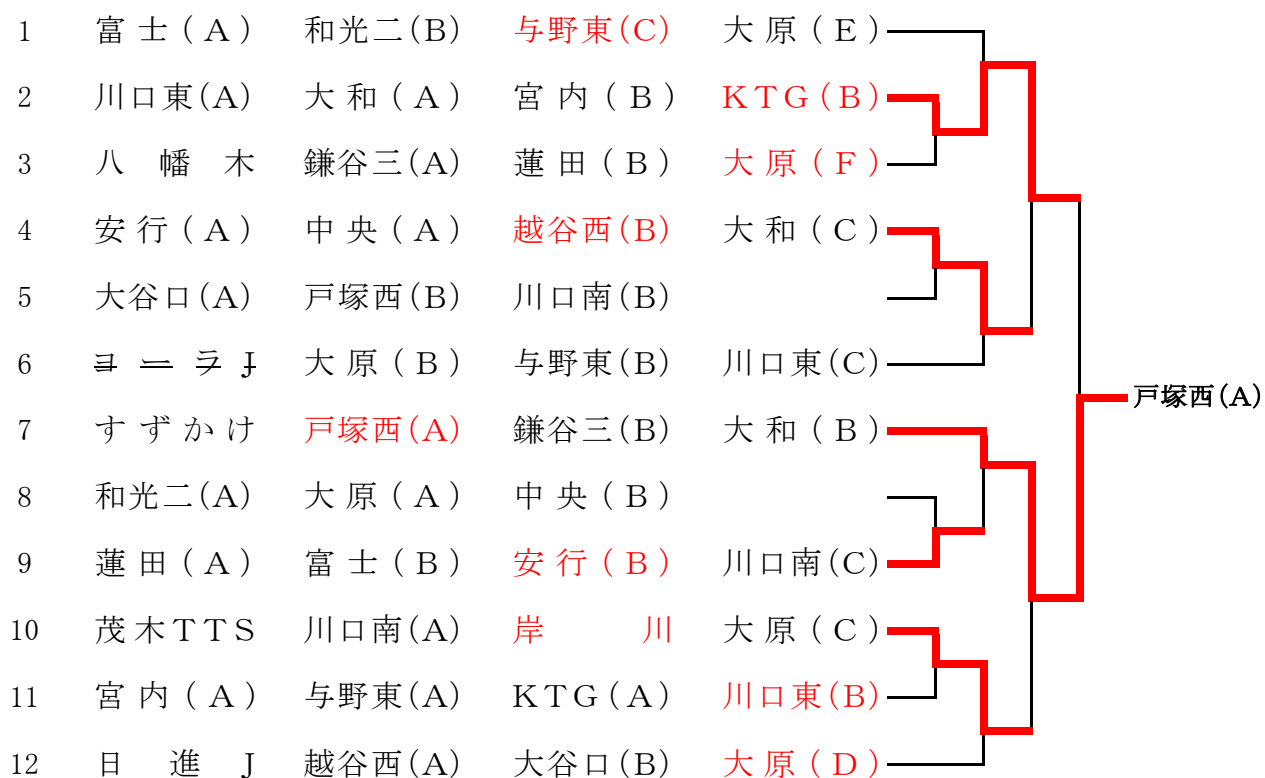 1 富士(A) 和光二(B) 与野東(C) 大原(E)
2 川口東(A) 大和(A) 宮内(B) KTG(B)
3 八幡木 鎌谷三(A) 蓮田(B) 大原(F)
4 安行(A) 中央(A) 越谷西(B) 大和(C)
5 大谷口(A) 戸塚西(B) 川口南(B)
6 ヨーラJ 大原(B) 与野東(B) 川口東(C)
戸塚西(A)
7 すずかけ 戸塚西(A) 鎌谷三(B) 大和(B)
8 和光二(A) 大原(A) 中央(B)
9 蓮田(A) 富士(B) 安行(B) 川口南(C)
10 茂木TTS 川口南(A) 岸川 大原(C)
11 宮内(A) 与野東(A) KTG(A) 川口東(B)
12 日進J 越谷西(A) 大谷口(B) 大原(D)